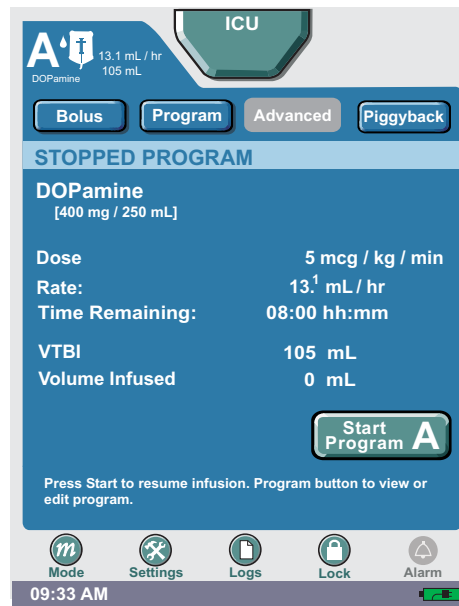 ICU
A
13.1 mL / hr
105 mL
DOPamine
Bolus
Program
Advanced
Piggyback
STOPPED PROGRAM
DOPamine
[400 mg / 250 mL]
Dose 5 mcg / kg / min
Rate: 13.1 mL / hr
Time Remaining: 08:00 hh:mm
VTBI 105 mL
Volume Infused 0 mL
Start
Program A
Press Start to resume infusion. Program button to view or
edit program.
m
Mode
Settings
Logs
Lock
Alarm
09:33 AM